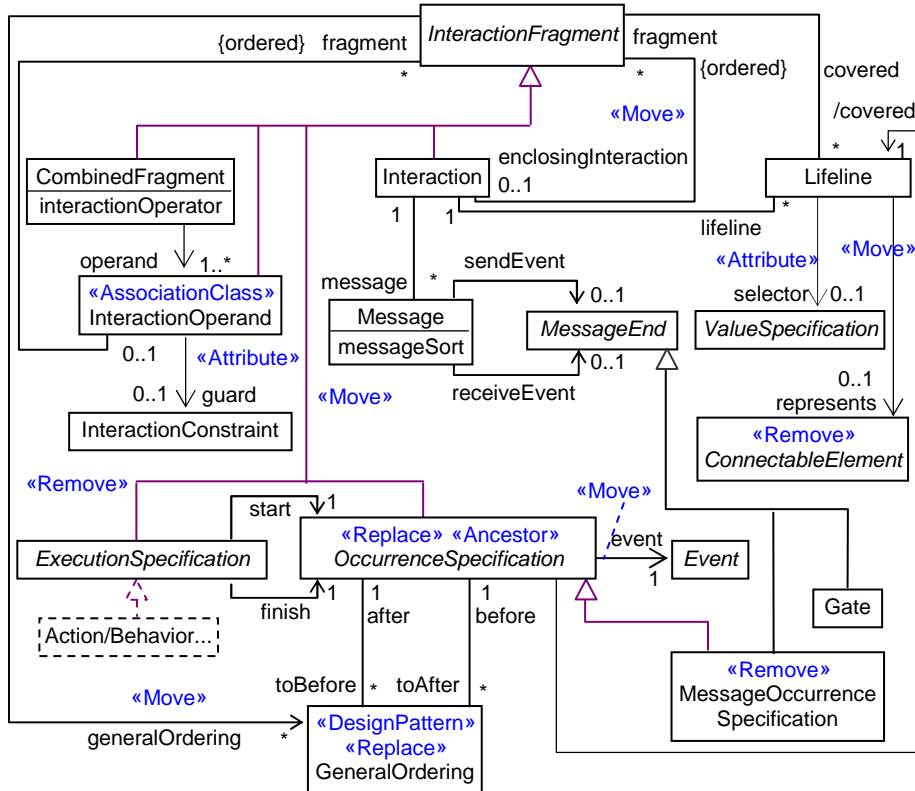 InteractionFragment
{ordered} fragment
*
fragment
*
{ordered}
covered
*
«Move»
/covered
1
CombinedFragment
interactionOperator
Interaction
enclosingInteraction
0..1
Lifeline
1
1
lifeline
*
operand
1..*
message
*
sendEvent
0..1
«Attribute»
«Move»
selector
0..1
«AssociationClass»
InteractionOperand
Message
messageSort
MessageEnd
ValueSpecification
0..1
«Attribute»
0..1
receiveEvent
0..1
guard
«Move»
0..1
represents
InteractionConstraint
«Remove»
ConnectableElement
«Remove»
start
1
«Move»
ExecutionSpecification
«Replace» «Ancestor»
OccurrenceSpecification
event
1
Event
finish
1
1
after
1
before
Gate
Action/Behavior...
«Remove»
MessageOccurrence
Specification
«Move»
toBefore
*
toAfter
*
generalOrdering
*
«DesignPattern»
«Replace»
GeneralOrdering